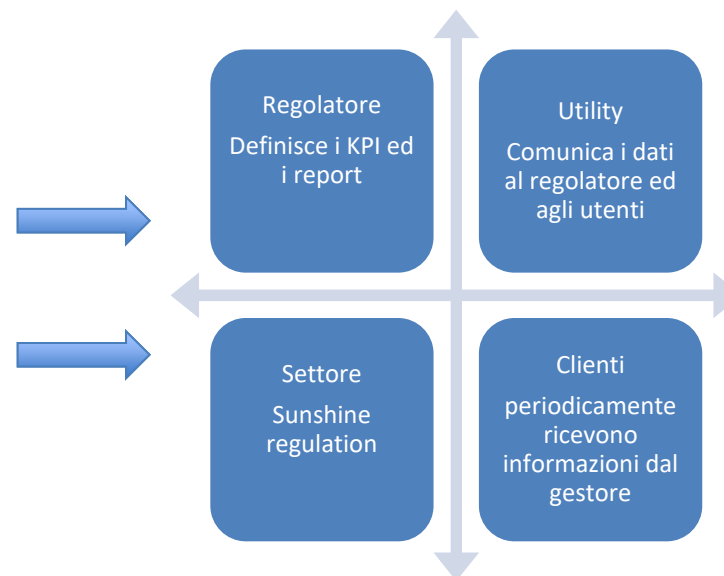 Regolatore
Definisce i KPI ed
i report
Utility
Comunica i dati
al regolatore ed
agli utenti
Settore
Sunshine
regulation
Clienti
periodicamente
ricevono
informazioni dal
gestore